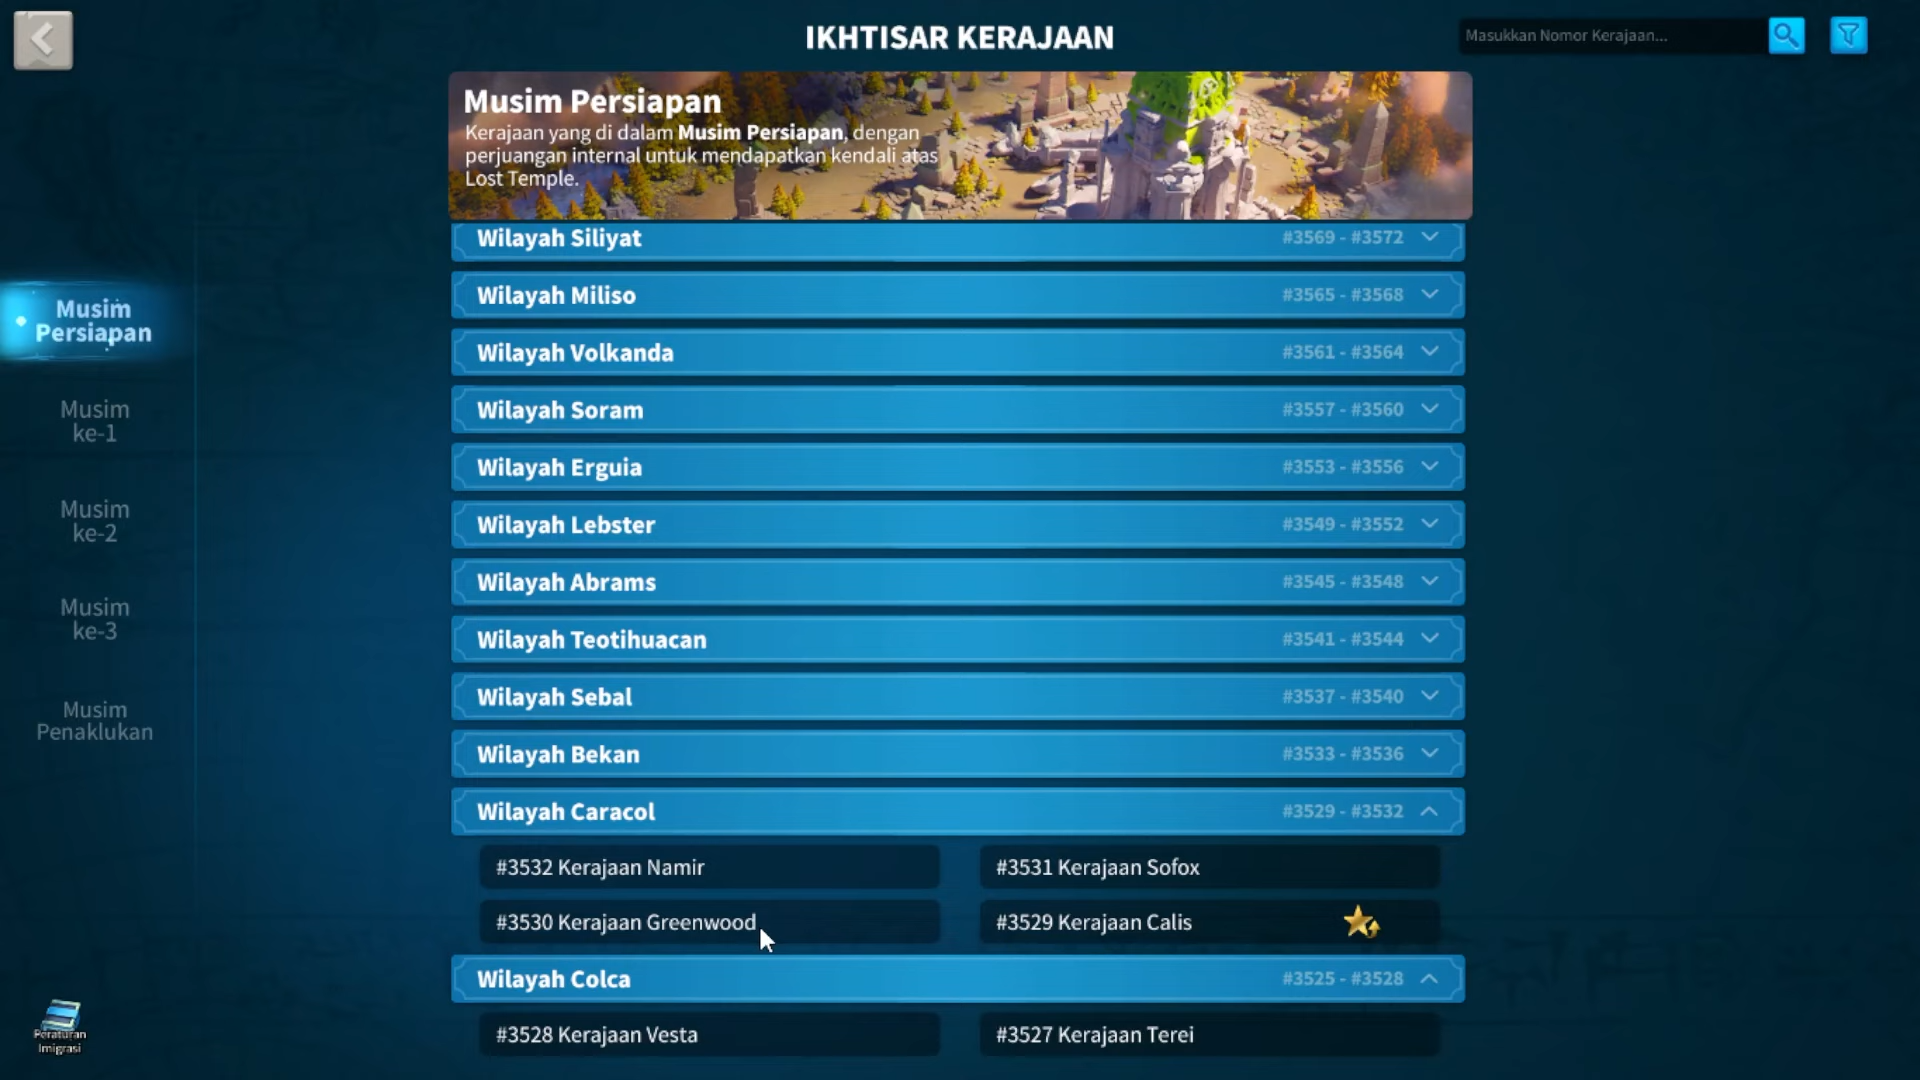 IKHTISAR KERAJAAN
Masukkan Nomor Kerajaan...
Musim Persiapan
Kerajaan yang di dalam Musim Persiapan, dengan
perjuangan internal untuk mendapatkan kendali atas
Lost Temple.
Musim
Persiapan
Musim
ke-1
Musim
ke-2
Musim
ke-3
Musim
Penaklukan
Peraturan
Imigrasi
Wilayah Siliyat #3569 - #3572
Wilayah Miliso #3565 - #3568
Wilayah Volkanda #3561 - #3564
Wilayah Soram #3557 - #3560
Wilayah Erguia #3553 - #3556
Wilayah Lebster #3549 - #3552
Wilayah Abrams #3545 - #3548
Wilayah Teotihuacan #3541 - #3544
Wilayah Sebal #3537 - #3540
Wilayah Bekan #3533 - #3536
Wilayah Caracol #3529 - #3532
#3532 Kerajaan Namir #3531 Kerajaan Sofox
#3530 Kerajaan Greenwood #3529 Kerajaan Calis
Wilayah Colca #3525 - #3528
#3528 Kerajaan Vesta #3527 Kerajaan Terei